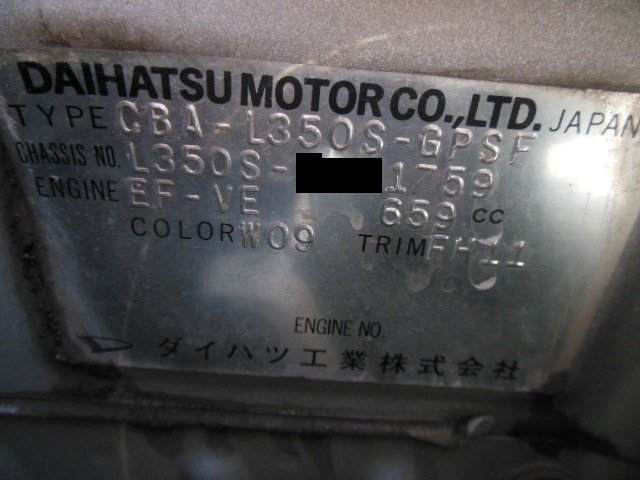 DAIHATSU MOTOR CO.,LTD. JAPAN
TYPE CBA-L350S-GPSF
CHASSIS NO. L350S- 1759
ENGINE EF-VE 659 CC
COLOR W09 TRIM FH11
ENGINE NO.
ダイハツ工業株式会社